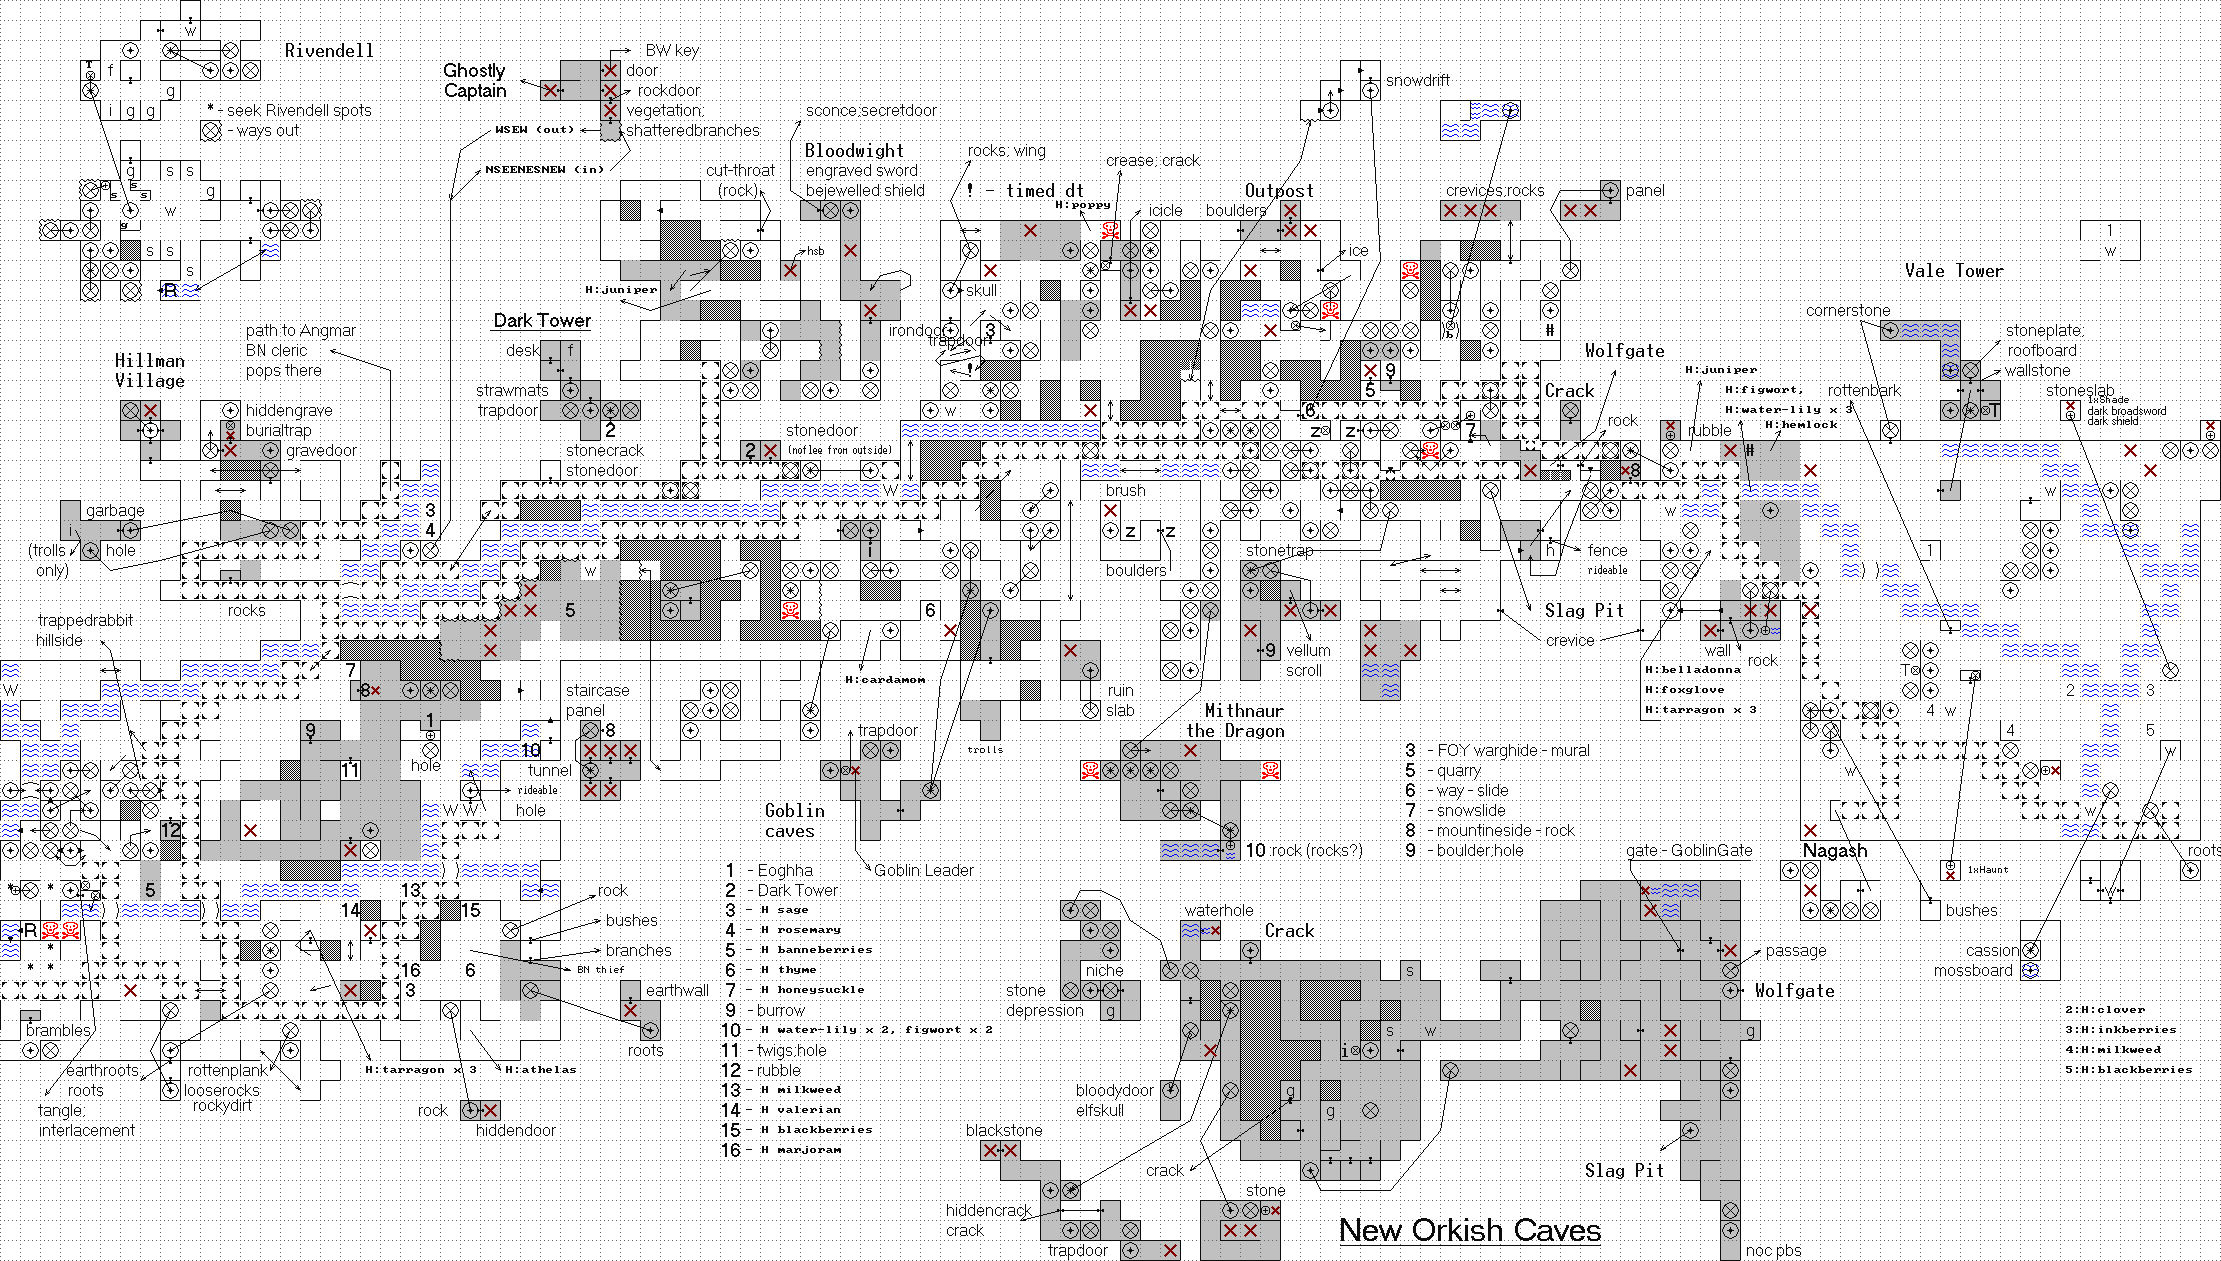 Rivendell
* - seek Rivendell spots
- ways out
Ghostly
Captain
BW key
door
rockdoor
vegetation;
shatteredbranches
WSEW (out)
NSEENESNEW (in)
sconce;secretdoor
Bloodwight
engraved sword
bejewelled shield
cut-throat
(rock)
hsb
H:juniper
rocks; wing
! - timed dt
H:poppy
crease; crack
icicle
boulders
Outpost
ice
snowdrift
crevices;rocks
panel
skull
irondoor
trapdoor
Vale Tower
cornerstone
stoneplate;
roofboard
wallstone
rottenbark
stoneslab
1xShade
dark broadsword
dark shield
path to Angmar
BN cleric
pops there
Hillman
Village
hiddengrave
burialtrap
gravedoor
garbage
(trolls
only)
hole
rocks
trappedrabbit
hillside
Dark Tower
desk
strawmats
trapdoor
stonecrack
stonedoor
stonedoor
(noflee from outside)
Wolfgate
Crack
rock
H:juniper
H:figwort,
H:water-lily x 3
H:hemlock
rubble
brush
boulders
stonetrap
fence
rideable
Slag Pit
crevice
wall
rock
H:belladonna
H:foxglove
H:tarragon x 3
vellum
scroll
ruin
slab
H:cardamom
trolls
staircase
panel
tunnel
rideable
hole
hole
trapdoor
Goblin
caves
Goblin Leader
Mithnaur
the Dragon
10 :rock (rocks?)
3 - FOY warghide - mural
5 - quarry
6 - way - slide
7 - snowslide
8 - mountineside - rock
9 - boulder;hole
gate - GoblinGate
Nagash
roots
1xHaunt
bushes
cassion
mossboard
1 - Eoghha
2 - Dark Tower
3 - H sage
4 - H rosemary
5 - H banneberries
6 - H thyme
7 - H honeysuckle
9 - burrow
10 - H water-lily x 2, figwort x 2
11 - twigs;hole
12 - rubble
13 - H milkweed
14 - H valerian
15 - H blackberries
16 - H marjoram
rock
bushes
branches
BN thief
earthwall
roots
brambles
earthroots
roots
tangle;
interlacement
rottenplank
looserocks
rockydirt
H:tarragon x 3
H:athelas
rock
hiddendoor
waterhole
Crack
niche
stone
depression
bloodydoor
elfskull
blackstone
crack
hiddencrack
crack
trapdoor
stone
passage
Wolfgate
Slag Pit
New Orkish Caves
noc pbs
2:H:clover
3:H:inkberries
4:H:milkweed
5:H:blackberries